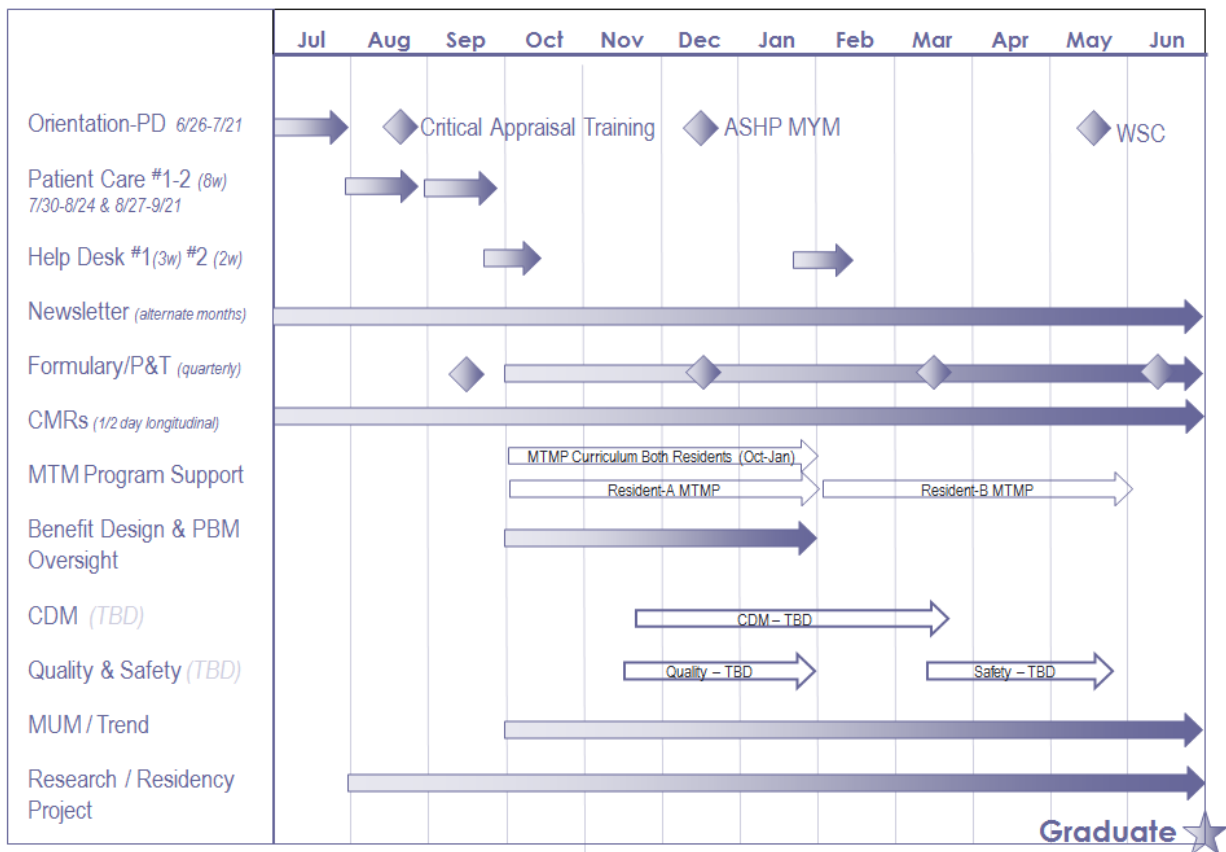 Jul Aug Sep Oct Nov Dec Jan Feb Mar Apr May Jun
Orientation-PD 6/26-7/21
Critical Appraisal Training
ASHP MYM
WSC
Patient Care #1-2 (8w)
7/30-8/24 & 8/27-9/21
Help Desk #1(3w) #2 (2w)
Newsletter (alternate months)
Formulary/P&T (quarterly)
CMRs (1/2 day longitudinal)
MTMP Curriculum Both Residents (Oct-Jan)
MTM Program Support
Resident-A MTMP
Resident-B MTMP
Benefit Design & PBM
Oversight
CDM (TBD)
CDM – TBD
Quality & Safety (TBD)
Quality – TBD
Safety – TBD
MUM / Trend
Research / Residency
Project
Graduate